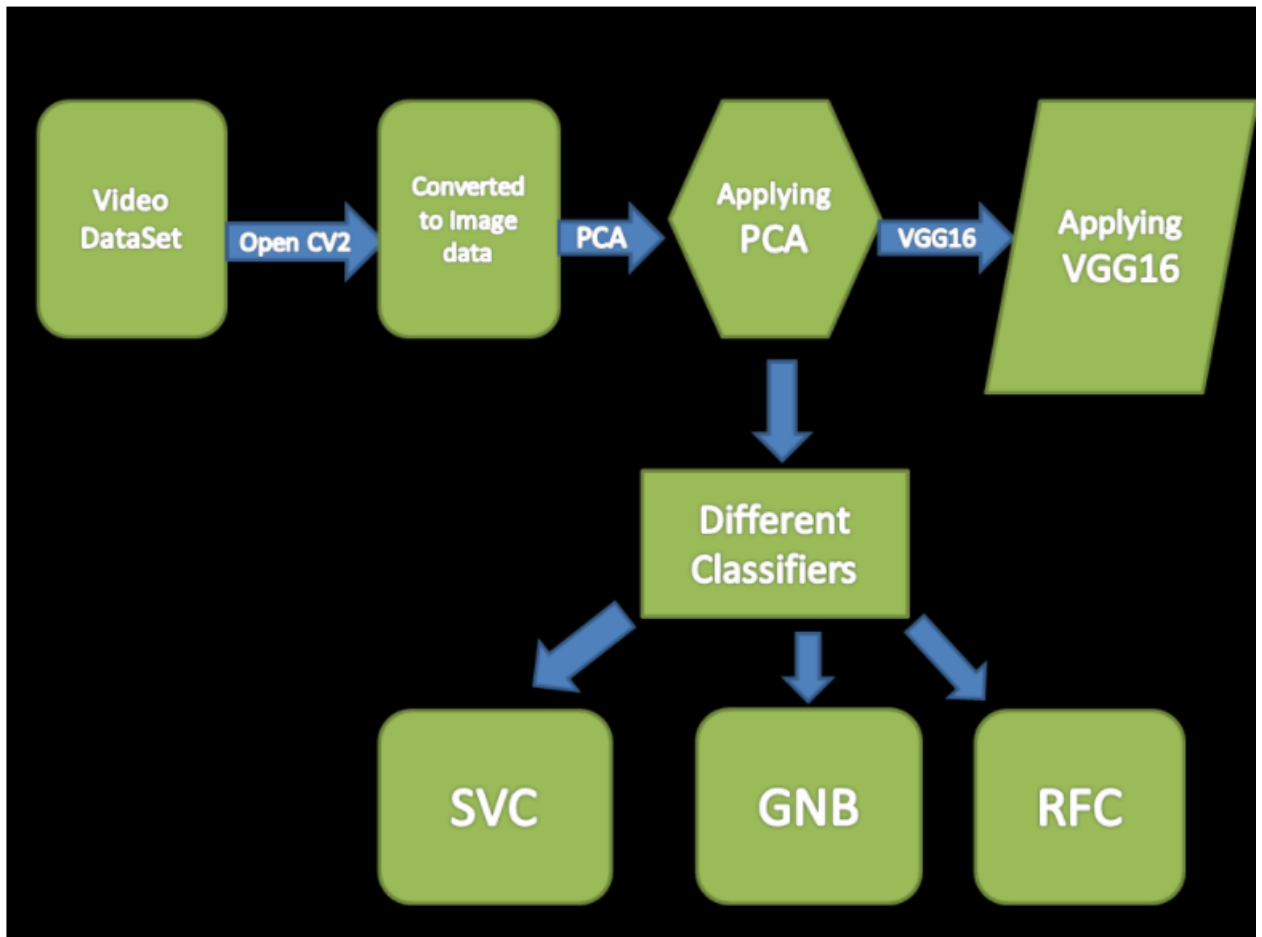 Video
DataSet
Open CV2
Converted
to Image
data
PCA
Applying
PCA
VGG16
Applying
VGG16
Different
Classifiers
SVC
GNB
RFC